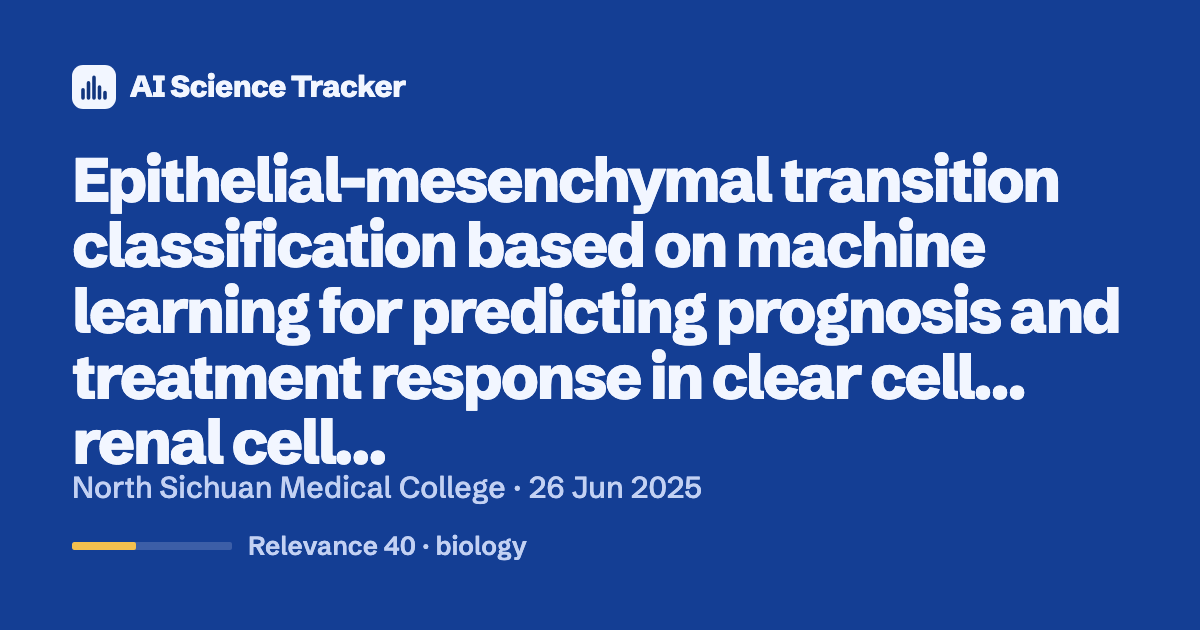 AI Science Tracker
Epithelial-mesenchymal transition
classification based on machine
learning for predicting prognosis and
treatment response in clear cell...
renal cell...
North Sichuan Medical College · 26 Jun 2025
Relevance 40 · biology